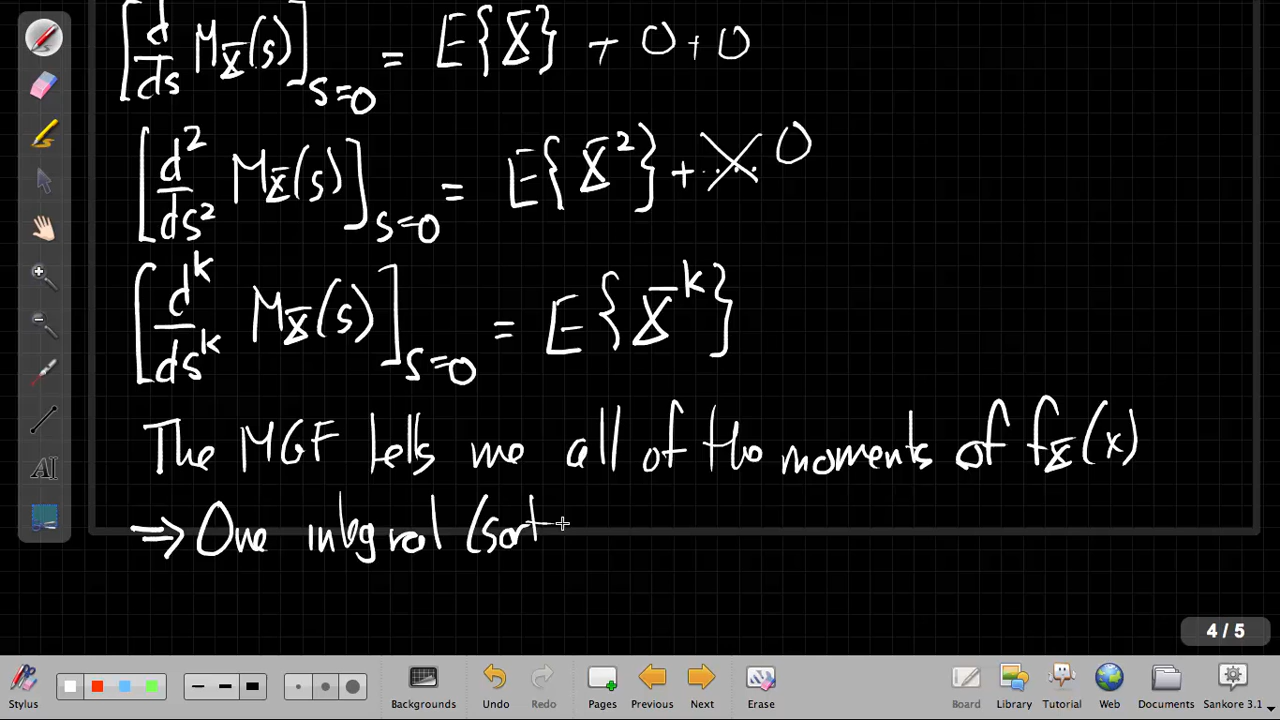 [d/ds M_X̄(s)]_{s=0} = E{X̄} + 0 + 0
[d²/ds² M_X̄(s)]_{s=0} = E{X̄²} + ... 0
[d^k/ds^k M_X̄(s)]_{s=0} = E{X̄^k}
The MGF tells me all of the moments of f_X̄(x)
⇒ One integral (sort
4 / 5
Stylus Backgrounds Undo Redo Pages Previous Next Erase Board Library Tutorial Web Documents Sankore 3.1